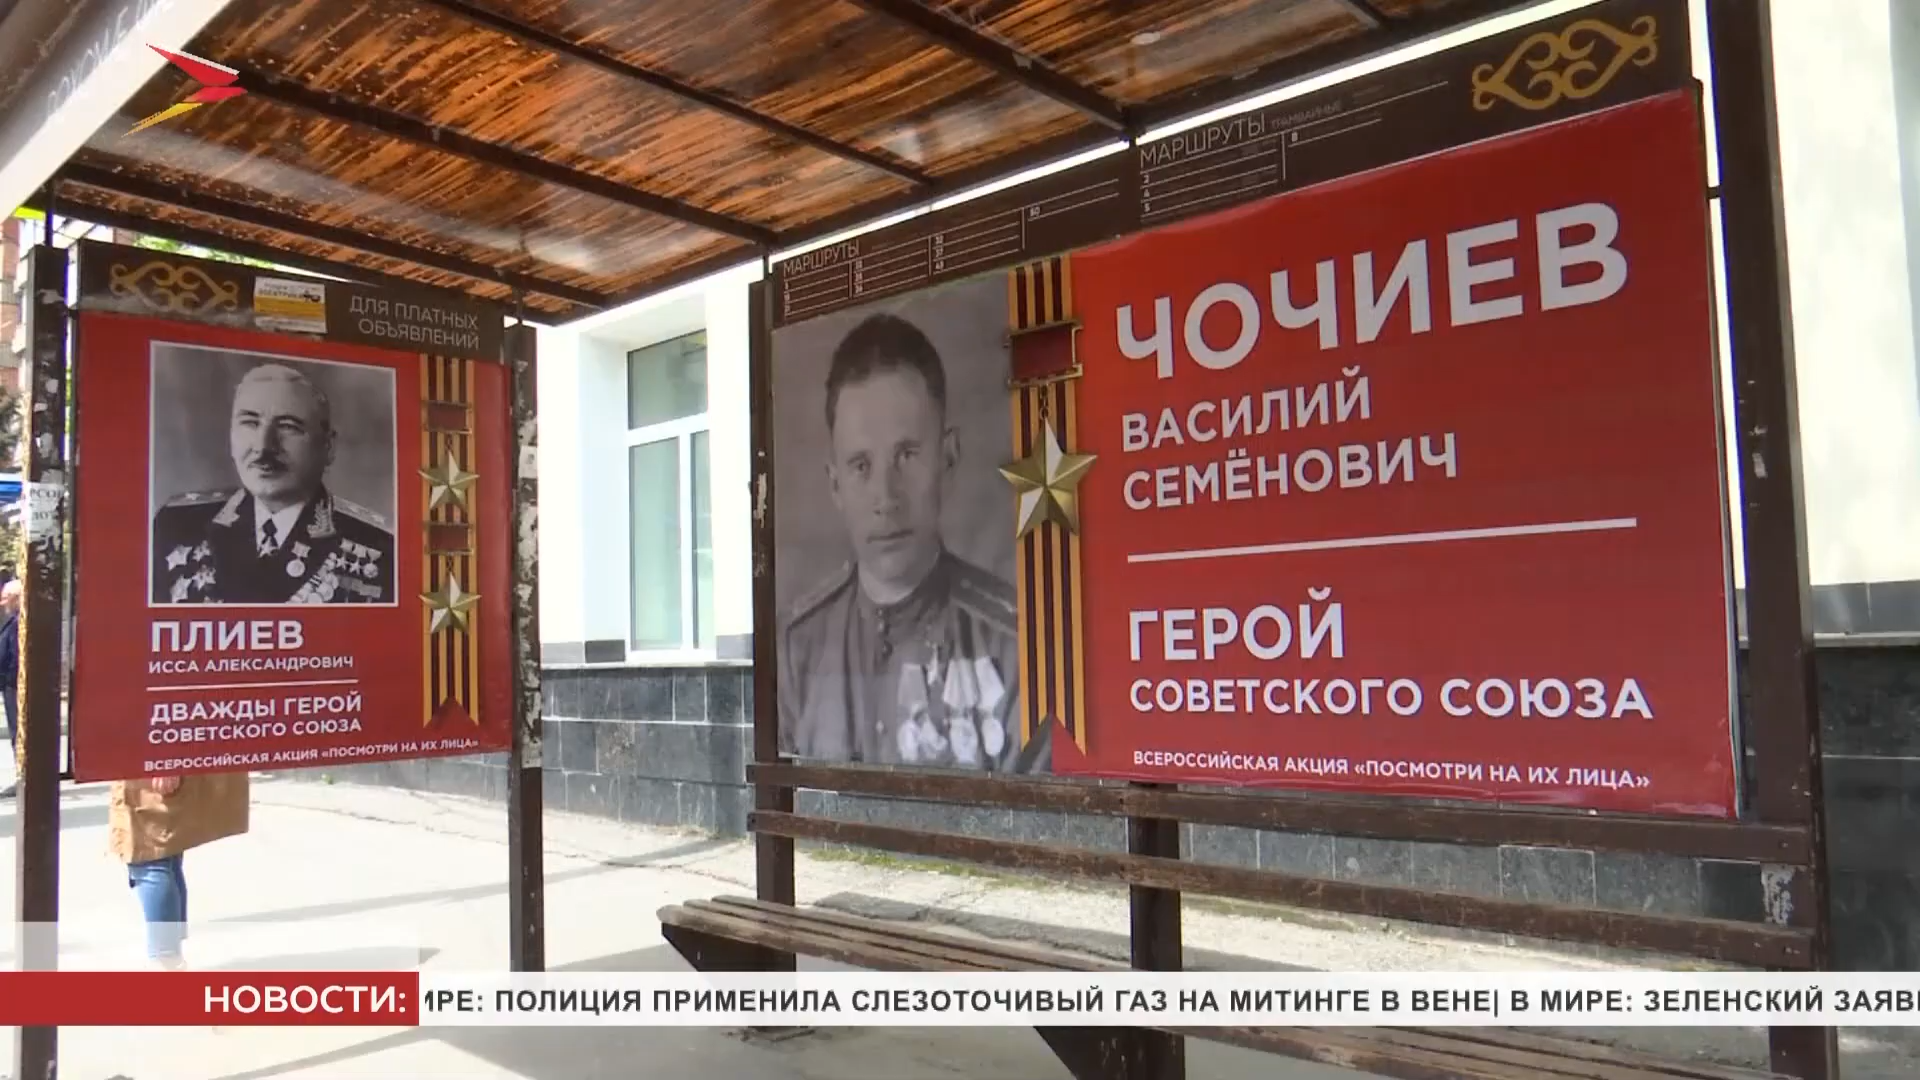 ДЛЯ ПЛАТНЫХ
ОБЪЯВЛЕНИЙ
ПЛИЕВ
ИССА АЛЕКСАНДРОВИЧ
ДВАЖДЫ ГЕРОЙ
СОВЕТСКОГО СОЮЗА
ВСЕРОССИЙСКАЯ АКЦИЯ «ПОСМОТРИ НА ИХ ЛИЦА»
МАРШРУТЫ
МАРШРУТЫ ТРАМВАЙНЫЕ
ЧОЧИЕВ
ВАСИЛИЙ
СЕМЁНОВИЧ
ГЕРОЙ
СОВЕТСКОГО СОЮЗА
ВСЕРОССИЙСКАЯ АКЦИЯ «ПОСМОТРИ НА ИХ ЛИЦА»
НОВОСТИ: ИРЕ: ПОЛИЦИЯ ПРИМЕНИЛА СЛЕЗОТОЧИВЫЙ ГАЗ НА МИТИНГЕ В ВЕНЕ| В МИРЕ: ЗЕЛЕНСКИЙ ЗАЯВ